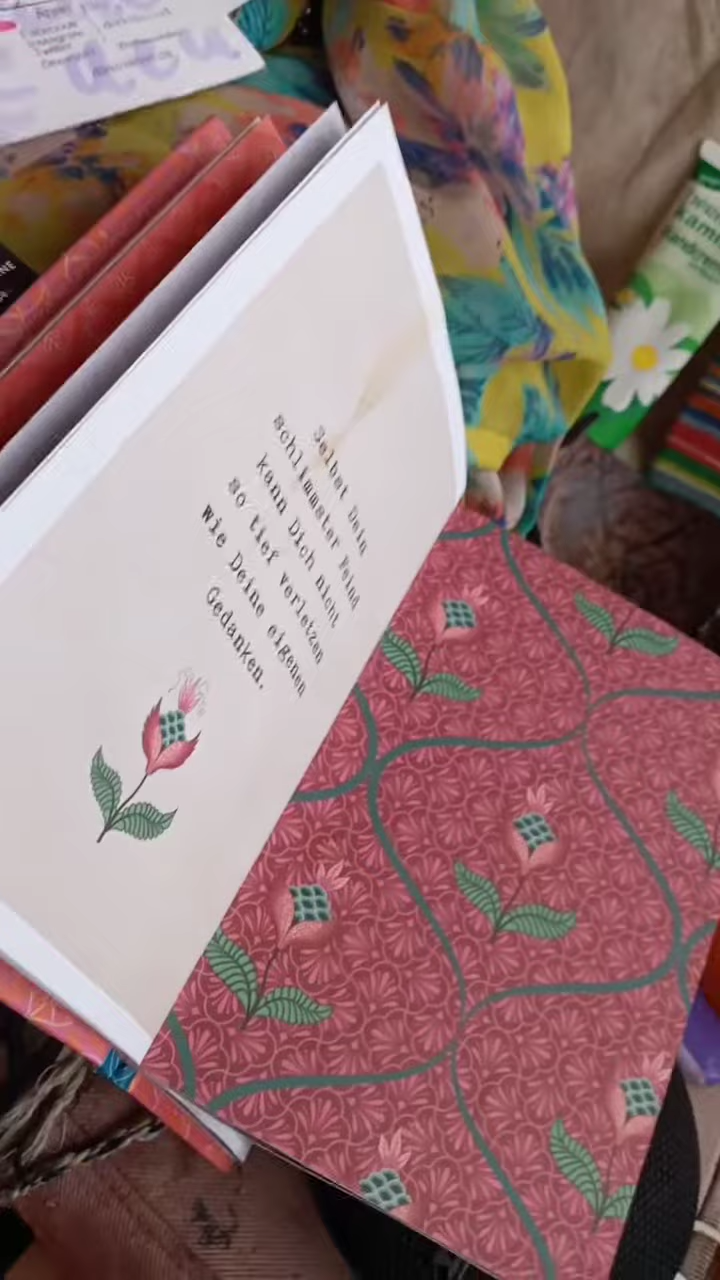 Selbst Dein
schlimmster Feind
kann Dich nicht
so tief verletzen
Wie Deine eigenen
Gedanken.